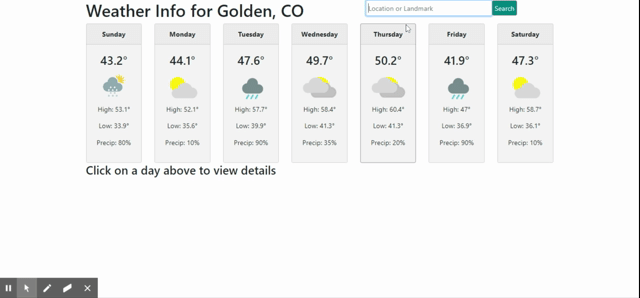 Weather Info for Golden, CO
Location or Landmark Search
Sunday Monday Tuesday Wednesday Thursday Friday Saturday
43.2° 44.1° 47.6° 49.7° 50.2° 41.9° 47.3°
High: 53.1° High: 52.1° High: 57.7° High: 58.4° High: 60.4° High: 47° High: 58.7°
Low: 33.9° Low: 35.6° Low: 39.9° Low: 41.3° Low: 41.3° Low: 36.9° Low: 36.1°
Precip: 80% Precip: 10% Precip: 90% Precip: 35% Precip: 20% Precip: 90% Precip: 10%
Click on a day above to view details